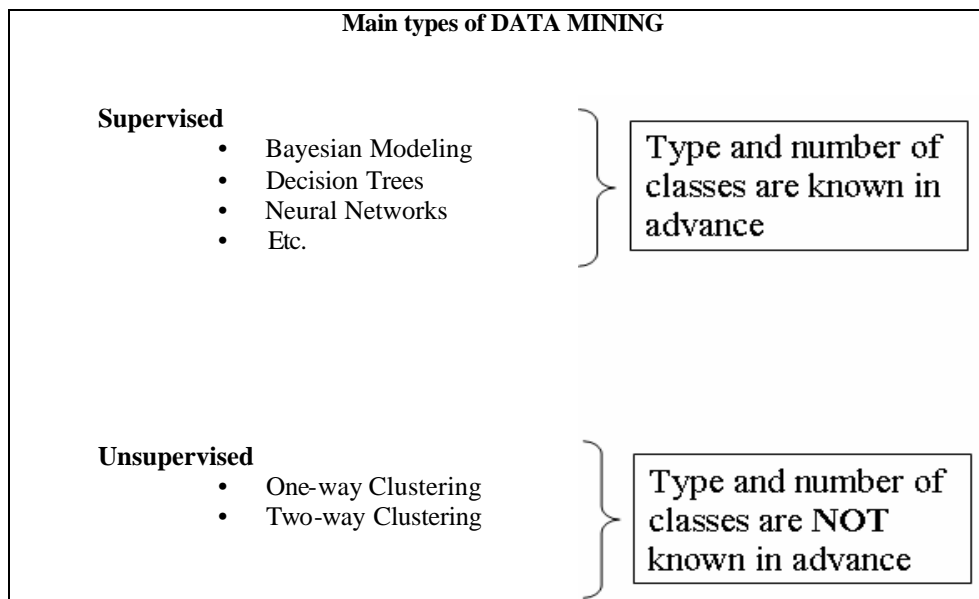 Main types of DATA MINING
Supervised
• Bayesian Modeling
• Decision Trees
• Neural Networks
• Etc.
Type and number of
classes are known in
advance
Unsupervised
• One-way Clustering
• Two-way Clustering
Type and number of
classes are NOT
known in advance